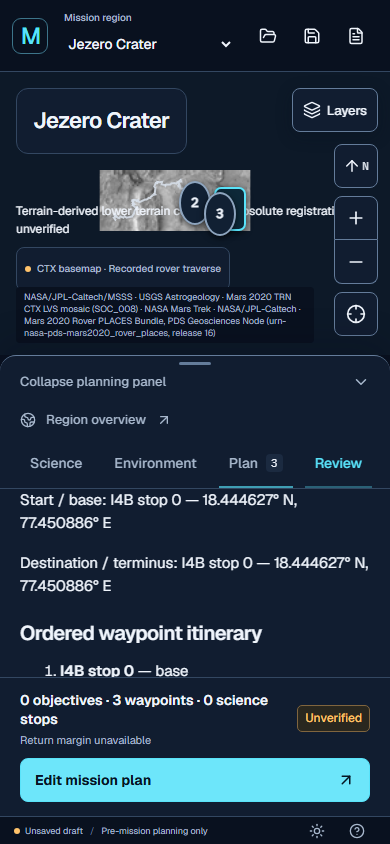 M
Mission region
Jezero Crater
Jezero Crater
Layers
N
2
3
Terrain-derived lower terrain solute registrati
unverified
CTX basemap · Recorded rover traverse
NASA/JPL-Caltech/MSSS · USGS Astrogeology · Mars 2020 TRN
CTX LVS mosaic (SOC_008) · NASA Mars Trek · NASA/JPL-Caltech ·
Mars 2020 Rover PLACES Bundle, PDS Geosciences Node (urn-
nasa-pds-mars2020_rover_places, release 16)
Collapse planning panel
Region overview
Science
Environment
Plan 3
Review
Start / base: I4B stop 0 — 18.444627° N,
77.450886° E
Destination / terminus: I4B stop 0 — 18.444627° N,
77.450886° E
Ordered waypoint itinerary
1. I4B stop 0 — base
0 objectives · 3 waypoints · 0 science
stops
Unverified
Return margin unavailable
Edit mission plan
Unsaved draft / Pre-mission planning only